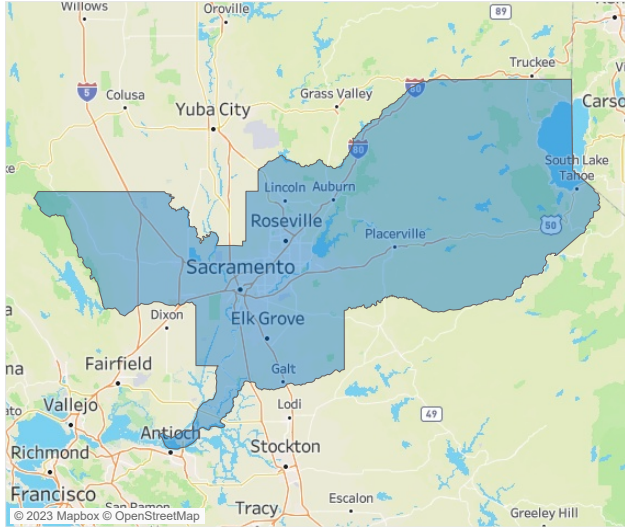 Willows
Oroville
89
Truckee
5
Colusa
Grass Valley
80
Yuba City
Carso
80
South Lake
Tahoe
Lincoln
Auburn
Roseville
Placerville
50
Sacramento
Dixon
Elk Grove
Fairfield
Galt
Vallejo
Lodi
49
Antioch
Richmond
Stockton
Francisco
San Ramon
Tracy
Escalon
Greeley Hill
© 2023 Mapbox © OpenStreetMap